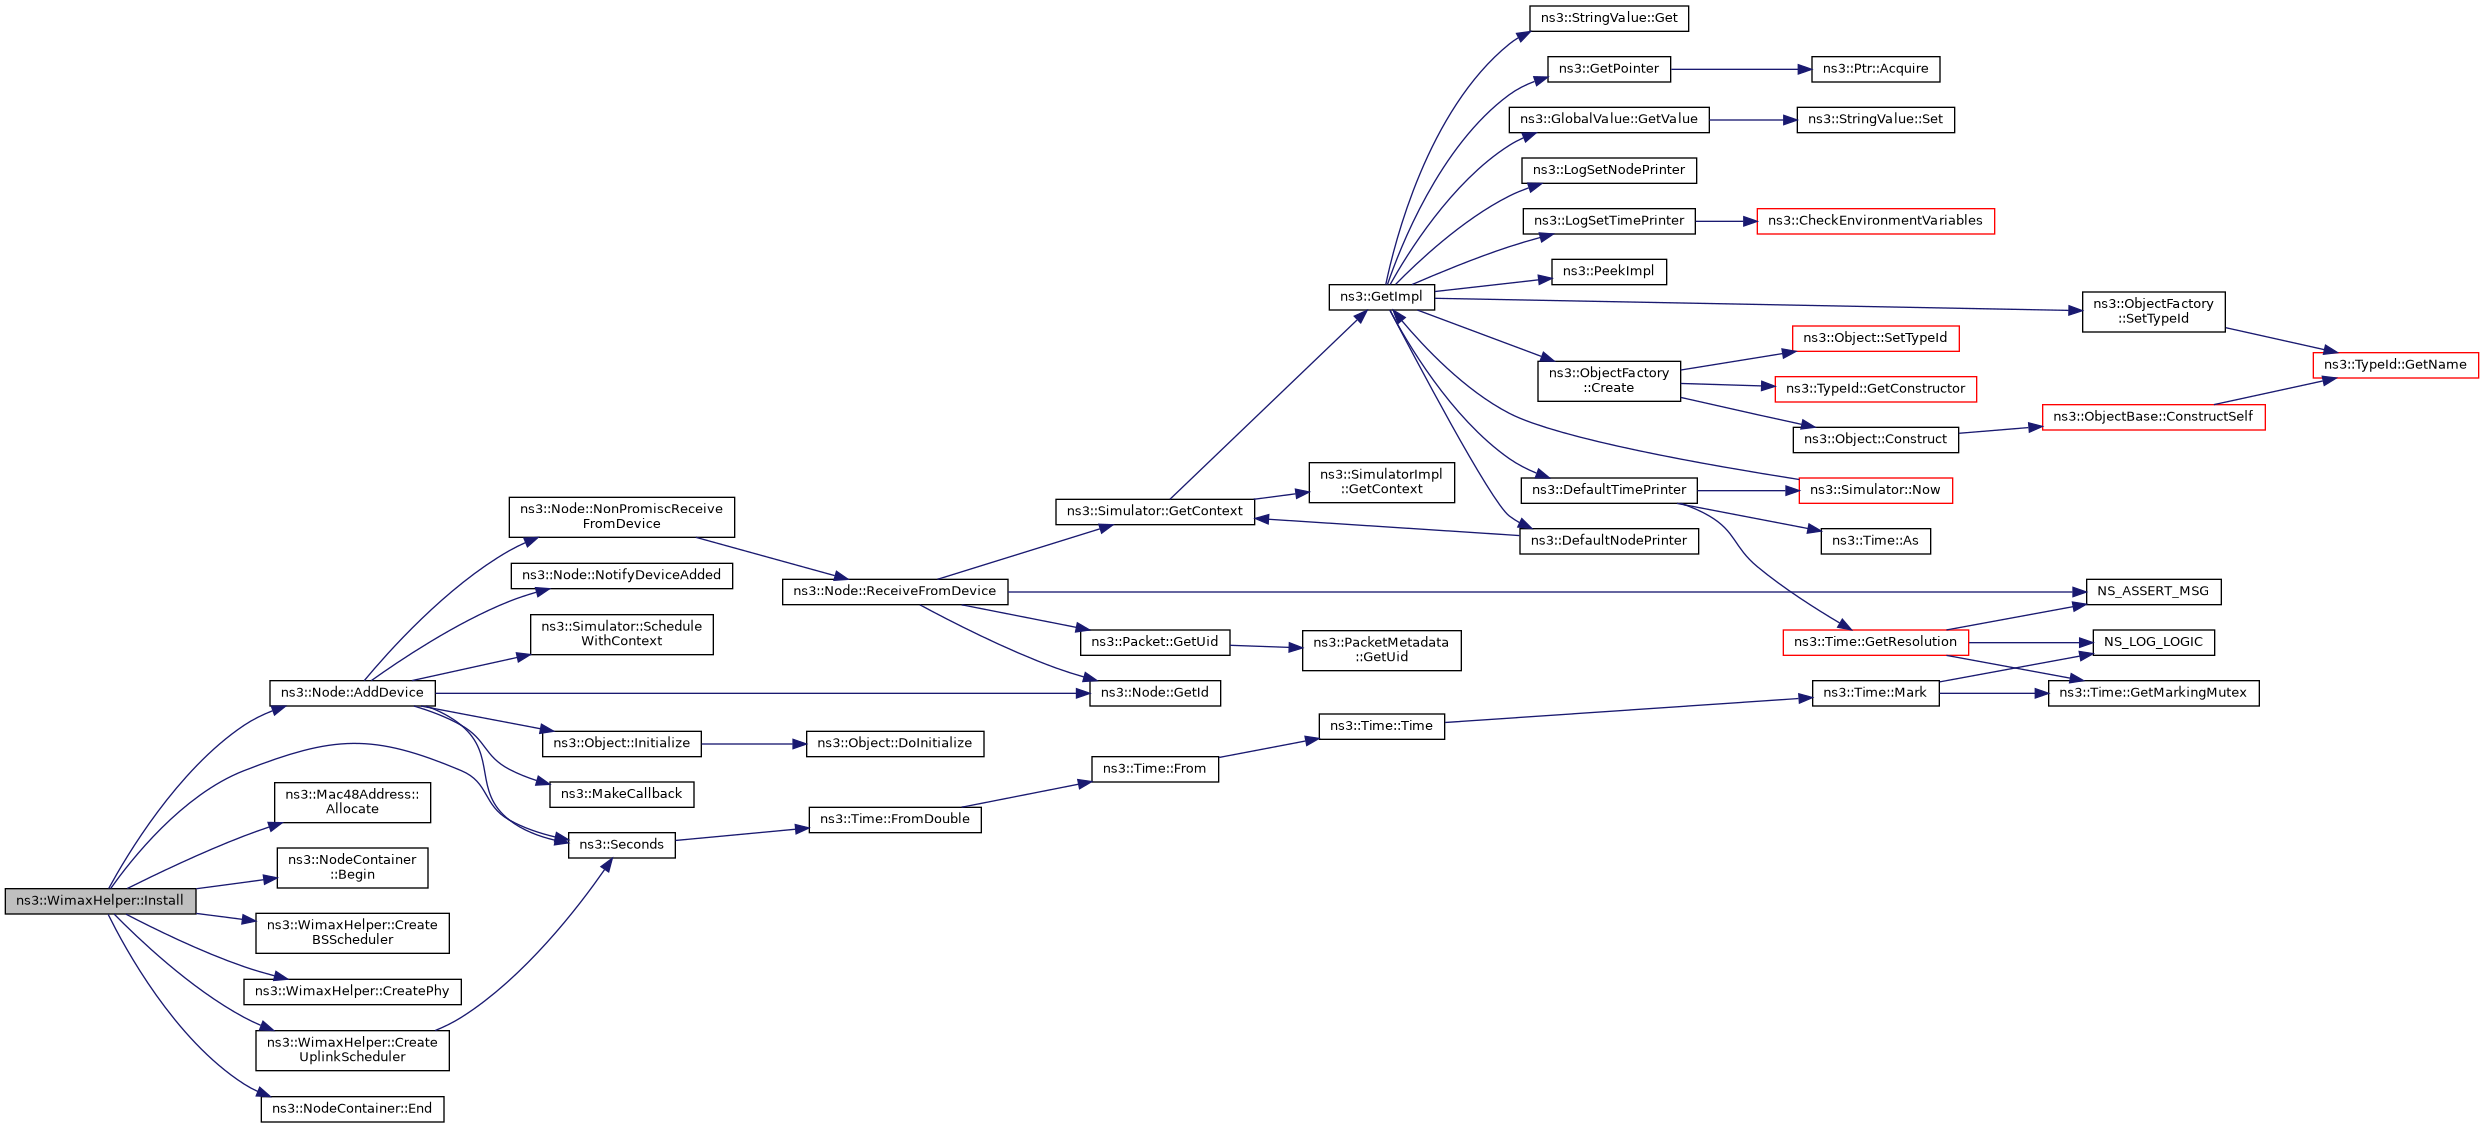 ns3::WimaxHelper::Install
ns3::Node::AddDevice
ns3::Mac48Address::
Allocate
ns3::NodeContainer
::Begin
ns3::WimaxHelper::Create
BSScheduler
ns3::WimaxHelper::CreatePhy
ns3::WimaxHelper::Create
UplinkScheduler
ns3::NodeContainer::End
ns3::Node::NonPromiscReceive
FromDevice
ns3::Node::NotifyDeviceAdded
ns3::Simulator::Schedule
WithContext
ns3::Object::Initialize
ns3::MakeCallback
ns3::Seconds
ns3::Node::ReceiveFromDevice
ns3::Object::DoInitialize
ns3::Time::FromDouble
ns3::Simulator::GetContext
ns3::Packet::GetUid
ns3::Node::GetId
ns3::Time::From
ns3::GetImpl
ns3::SimulatorImpl
::GetContext
ns3::PacketMetadata
::GetUid
ns3::Time::Time
ns3::StringValue::Get
ns3::GetPointer
ns3::GlobalValue::GetValue
ns3::LogSetNodePrinter
ns3::LogSetTimePrinter
ns3::PeekImpl
ns3::ObjectFactory
::Create
ns3::DefaultTimePrinter
ns3::DefaultNodePrinter
ns3::Ptr::Acquire
ns3::StringValue::Set
ns3::CheckEnvironmentVariables
ns3::Object::SetTypeId
ns3::TypeId::GetConstructor
ns3::Object::Construct
ns3::Simulator::Now
ns3::Time::As
ns3::Time::GetResolution
ns3::Time::Mark
ns3::ObjectFactory
::SetTypeId
ns3::ObjectBase::ConstructSelf
NS_ASSERT_MSG
NS_LOG_LOGIC
ns3::Time::GetMarkingMutex
ns3::TypeId::GetName